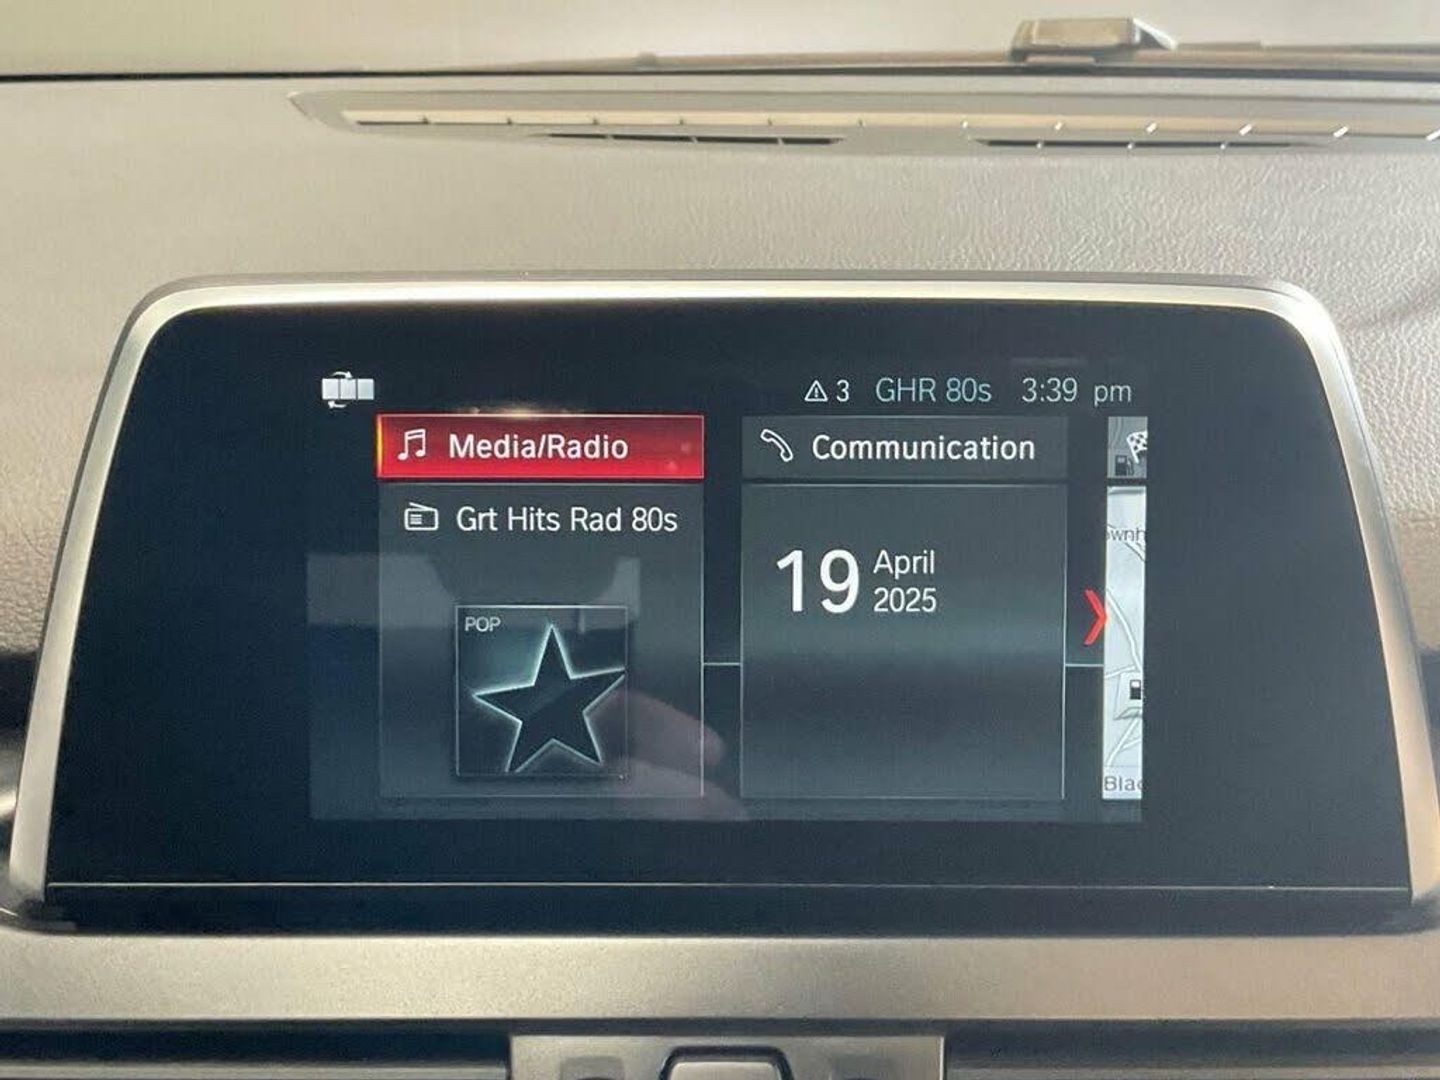 3 GHR 80s 3:39 pm
Media/Radio
Communication
Grt Hits Rad 80s
19 April
2025
POP